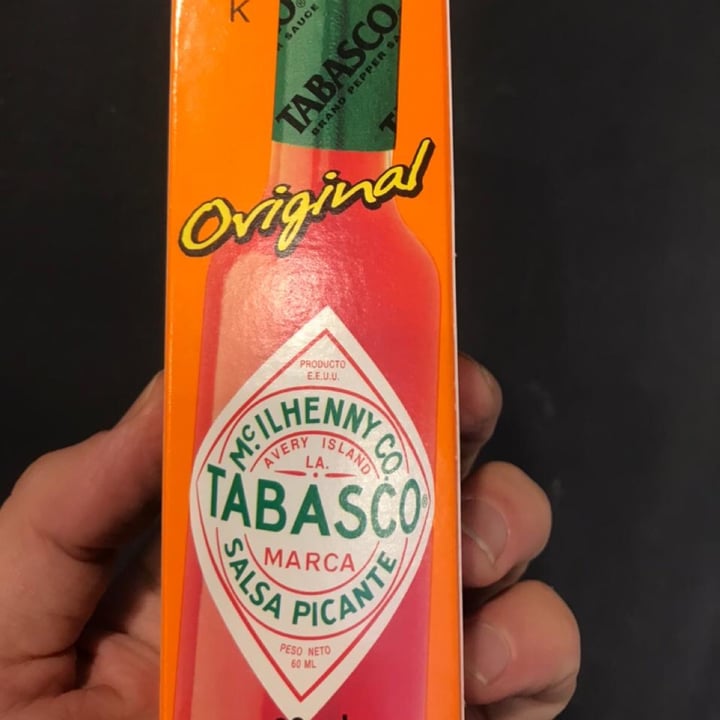 K
O®
SAUCE
TABASCO
BRAND PEPPER SA
T
Original
PRODUCTO
E.E.U.U.
McILHENNY CO.
AVERY ISLAND
LA.
TABASCO®
MARCA
SALSA PICANTE
PESO NETO
60 ML